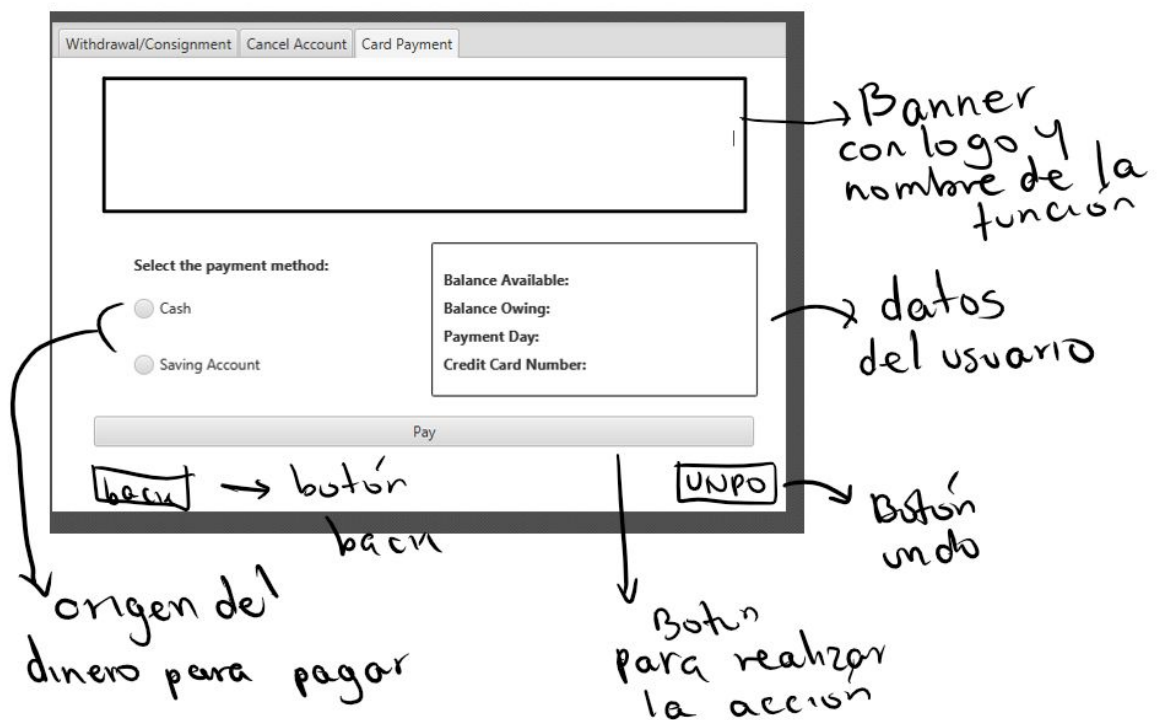 Withdrawal/Consignment Cancel Account Card Payment
Banner
con logo y
nombre de la
función
Select the payment method:
Cash
Saving Account
Balance Available:
Balance Owing:
Payment Day:
Credit Card Number:
datos
del usuario
Pay
back → botón
back
UNDO
Botón
undo
origen del
dinero para pagar
Botón
para realizar
la acción